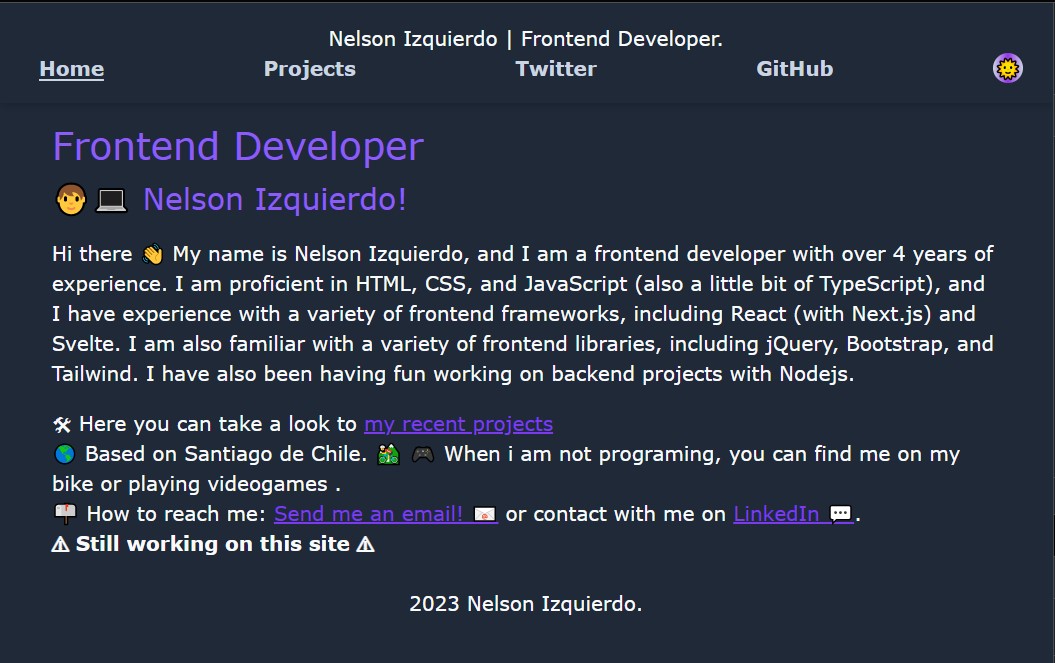 Nelson Izquierdo | Frontend Developer.
Home Projects Twitter GitHub
Frontend Developer
Nelson Izquierdo!
Hi there 👋 My name is Nelson Izquierdo, and I am a frontend developer with over 4 years of
experience. I am proficient in HTML, CSS, and JavaScript (also a little bit of TypeScript), and
I have experience with a variety of frontend frameworks, including React (with Next.js) and
Svelte. I am also familiar with a variety of frontend libraries, including jQuery, Bootstrap, and
Tailwind. I have also been having fun working on backend projects with Nodejs.
🛠 Here you can take a look to my recent projects
🌎 Based on Santiago de Chile. 🚵 🎮 When i am not programing, you can find me on my
bike or playing videogames .
📫 How to reach me: Send me an email! 💌 or contact with me on LinkedIn 💬.
⚠ Still working on this site ⚠
2023 Nelson Izquierdo.